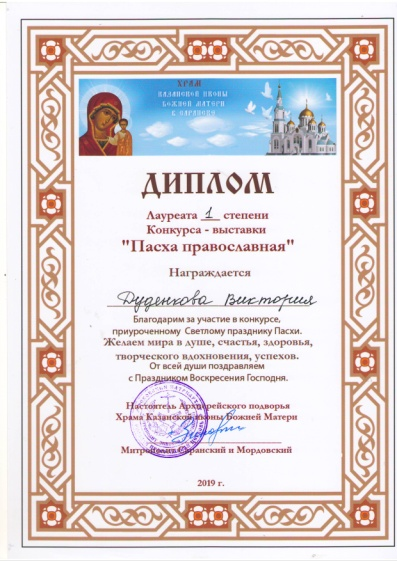 ХРАМ
КАЗАНСКОЙ ИКОНЫ
БОЖИЕЙ МАТЕРИ
В САРАНСКЕ
ДИПЛОМ
Лауреата 1 степени
Конкурса - выставки
"Пасха православная"
Награждается
Дуденкова Виктория
Благодарим за участие в конкурсе,
приуроченному Светлому празднику Пасхи.
Желаем мира в душе, счастья, здоровья,
творческого вдохновения, успехов.
От всей души поздравляем
с Праздником Воскресения Господня.
Настоятель Архиерейского подворья
Храма Казанской иконы Божией Матери
Митрополит Саранский и Мордовский
2019 г.